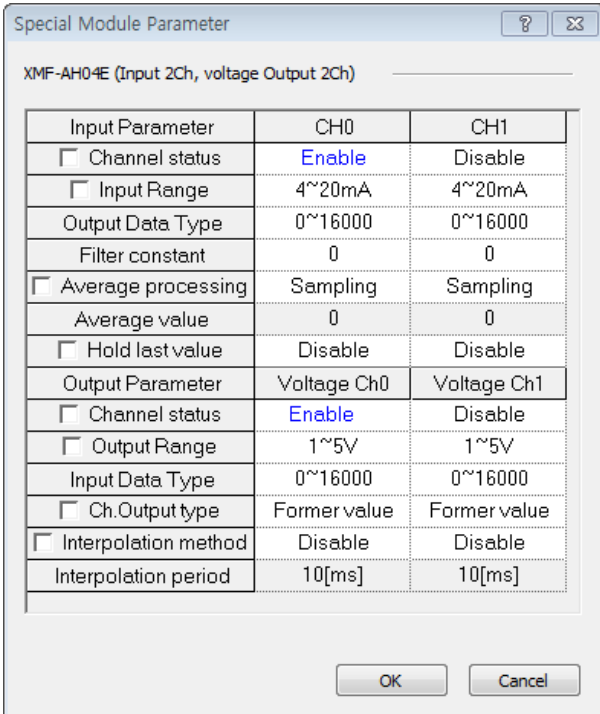 Special Module Parameter
XMF-AH04E (Input 2Ch, voltage Output 2Ch)
Input Parameter CH0 CH1
Channel status Enable Disable
Input Range 4~20mA 4~20mA
Output Data Type 0~16000 0~16000
Filter constant 0 0
Average processing Sampling Sampling
Average value 0 0
Hold last value Disable Disable
Output Parameter Voltage Ch0 Voltage Ch1
Channel status Enable Disable
Output Range 1~5V 1~5V
Input Data Type 0~16000 0~16000
Ch.Output type Former value Former value
Interpolation method Disable Disable
Interpolation period 10[ms] 10[ms]
OK Cancel